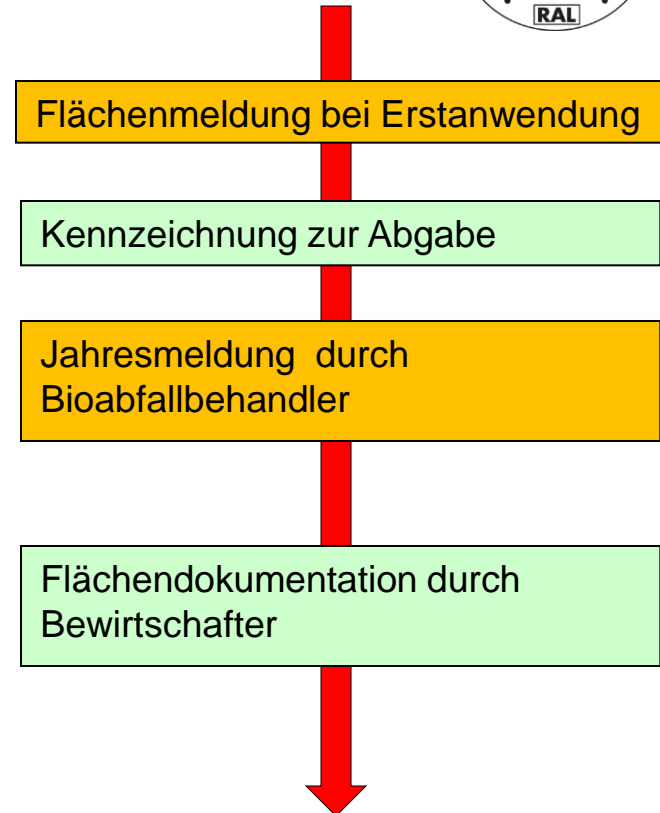 RAL
Flächenmeldung bei Erstanwendung
Kennzeichnung zur Abgabe
Jahresmeldung durch
Bioabfallbehandler
Flächendokumentation durch
Bewirtschafter